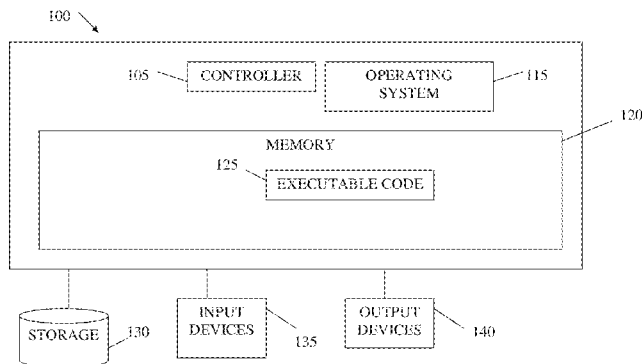 100
105
CONTROLLER
OPERATING
SYSTEM
115
120
MEMORY
125
EXECUTABLE CODE
STORAGE
130
INPUT
DEVICES
135
OUTPUT
DEVICES
140